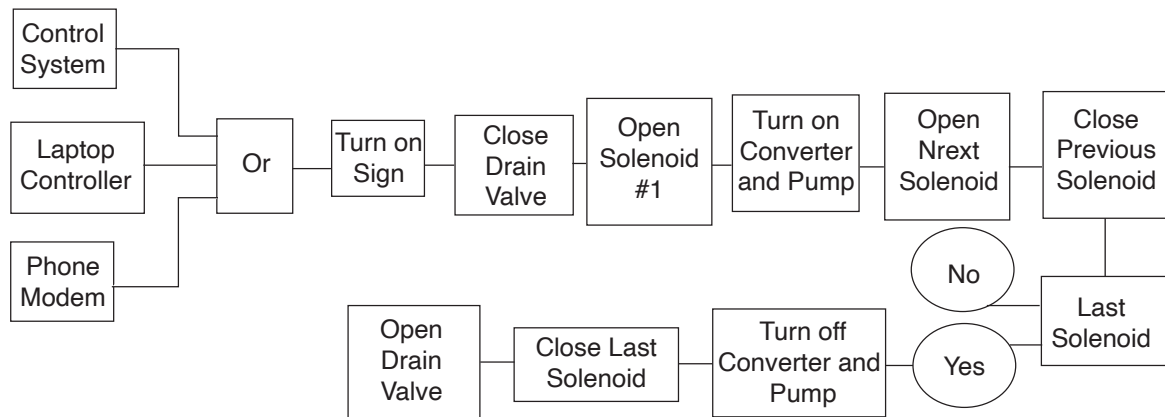 Control
System
Laptop
Controller
Phone
Modem
Or
Turn on
Sign
Close
Drain
Valve
Open
Solenoid
#1
Turn on
Converter
and Pump
Open
Nrext
Solenoid
Close
Previous
Solenoid
Last
Solenoid
No
Yes
Turn off
Converter and
Pump
Close Last
Solenoid
Open
Drain
Valve